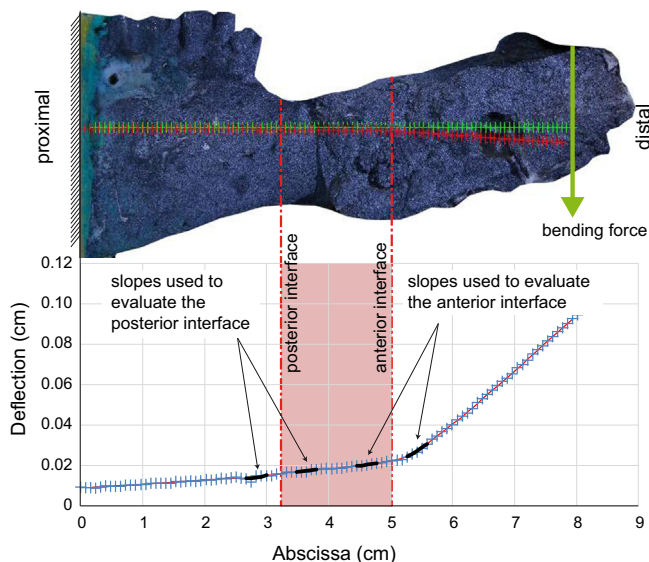 proximal
distal
bending force
0.12
0.10
0.08
0.06
0.04
0.02
0
Deflection (cm)
slopes used to
evaluate the
posterior interface
posterior interface
anterior interface
slopes used to evaluate
the anterior interface
0 1 2 3 4 5 6 7 8 9
Abscissa (cm)